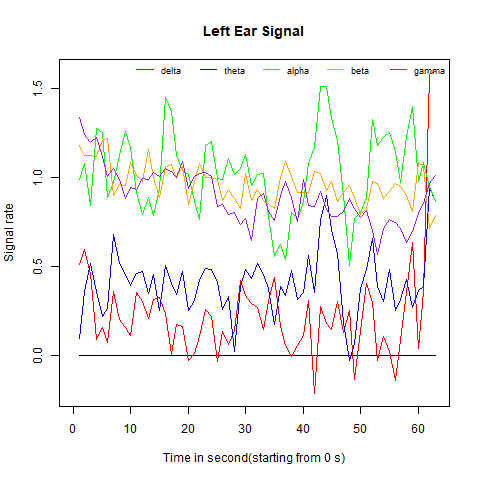 Left Ear Signal
delta theta alpha beta gamma
Signal rate
1.5
1.0
0.5
0.0
0 10 20 30 40 50 60
Time in second(starting from 0 s)